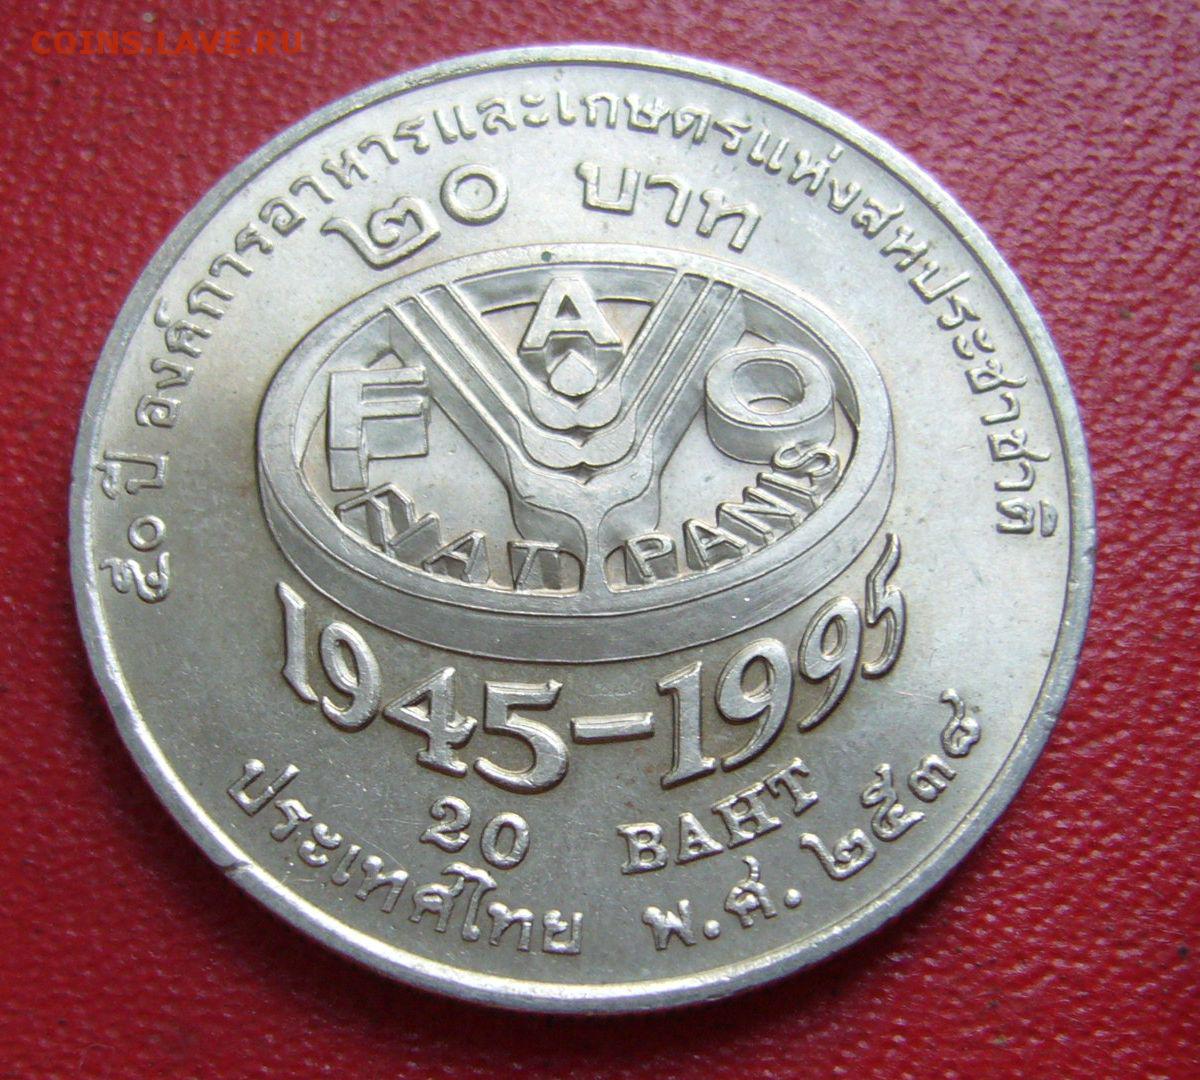 COINS.LAVE.RU
๕๐ ปี องค์การอาหารและเกษตรแห่งสหประชาชาติ
๒๐ บาท
F A O
FIAT PANIS
1945-1995
20 BAHT
ประเทศไทย พ.ศ. ๒๕๓๘